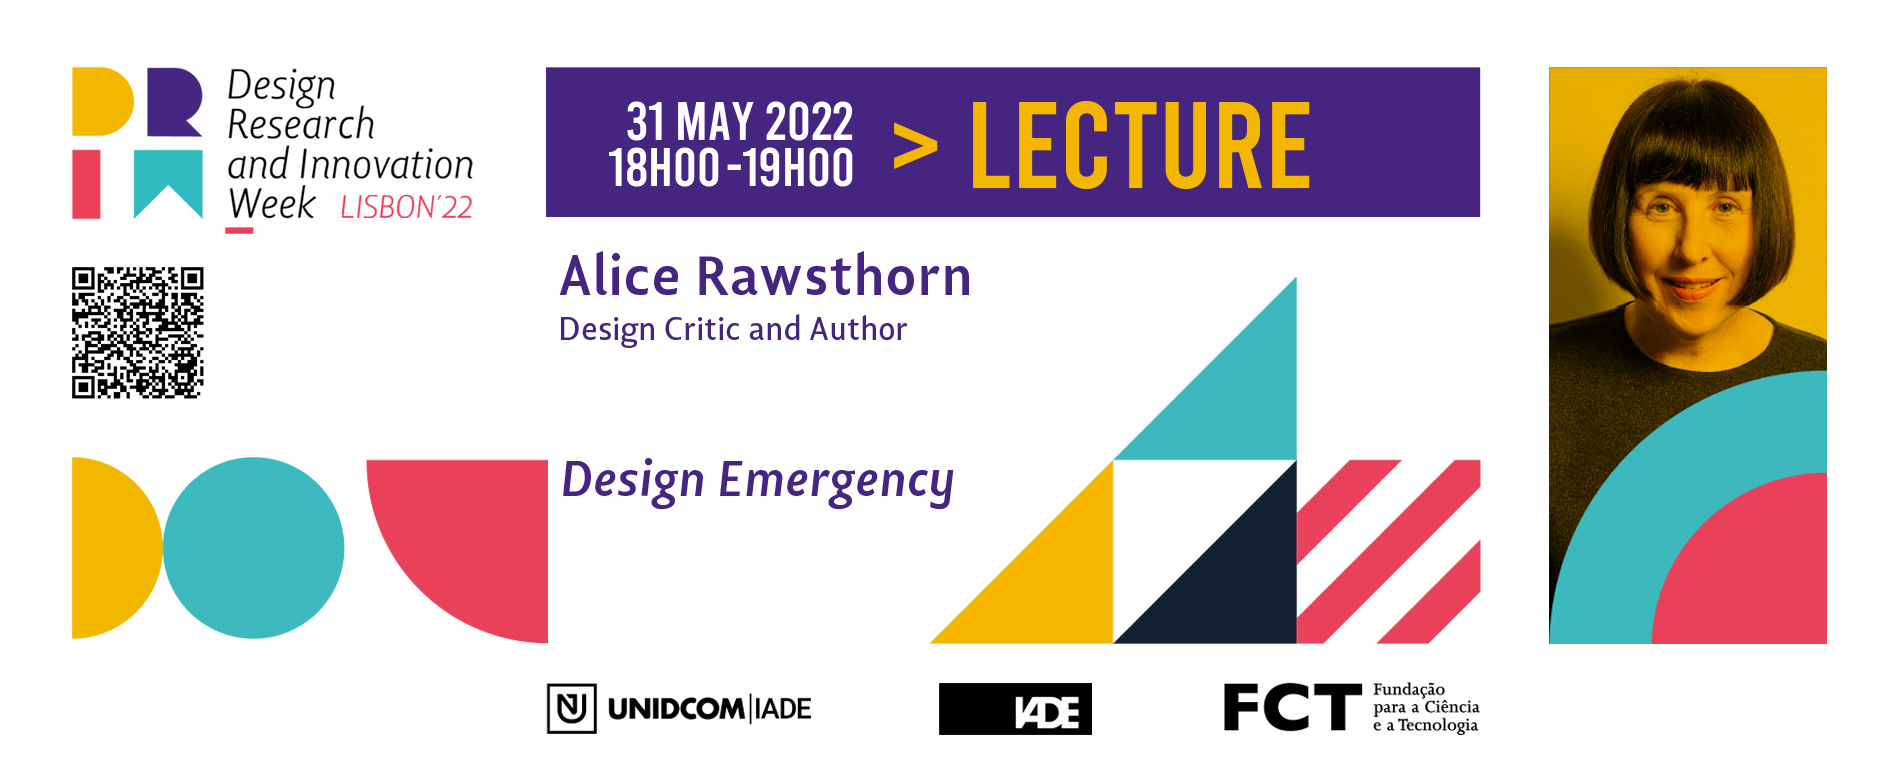 DRIW
Design
Research
and Innovation
Week LISBON'22
31 MAY 2022
18H00-19H00
> LECTURE
Alice Rawsthorn
Design Critic and Author
Design Emergency
UNIDCOM|IADE
IADE
FCT Fundação
para a Ciência
e a Tecnologia